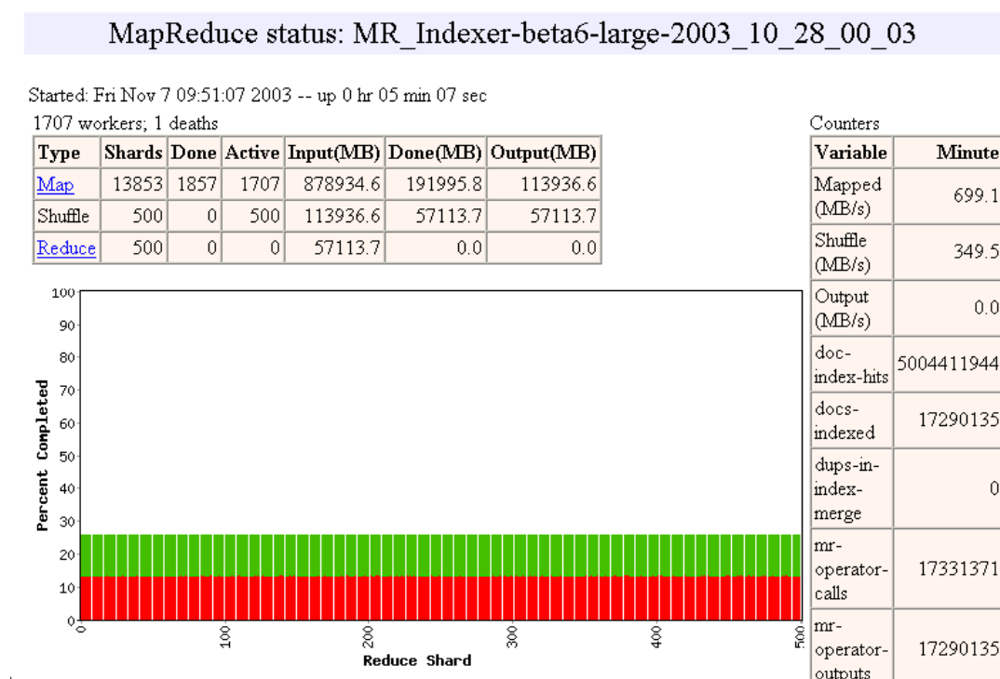 MapReduce status: MR_Indexer-beta6-large-2003_10_28_00_03
Started: Fri Nov 7 09:51:07 2003 -- up 0 hr 05 min 07 sec
1707 workers; 1 deaths
Type Shards Done Active Input(MB) Done(MB) Output(MB)
Map 13853 1857 1707 878934.6 191995.8 113936.6
Shuffle 500 0 500 113936.6 57113.7 57113.7
Reduce 500 0 0 57113.7 0.0 0.0
Percent Completed
100
90
80
70
60
50
40
30
20
10
0
0 100 200 300 400 500
Reduce Shard
Counters
Variable Minute
Mapped
(MB/s) 699.1
Shuffle
(MB/s) 349.5
Output
(MB/s) 0.0
doc-
index-hits 5004411944
docs-
indexed 17290135
dups-in-
index-
merge 0
mr-
operator-
calls 17331371
mr-
operator-
outputs 17290135